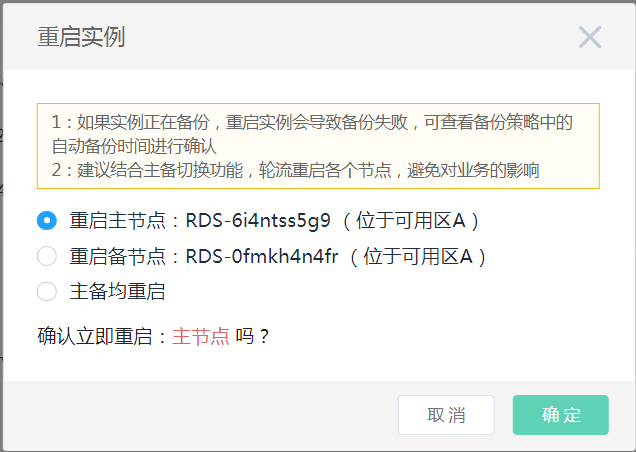 重启实例
1：如果实例正在备份，重启实例会导致备份失败，可查看备份策略中的
自动备份时间进行确认
2：建议结合主备切换功能，轮流重启各个节点，避免对业务的影响
重启主节点：RDS-6i4ntss5g9 （位于可用区A）
重启备节点：RDS-0fmkh4n4fr （位于可用区A）
主备均重启
确认立即重启：主节点 吗？
取消 确定